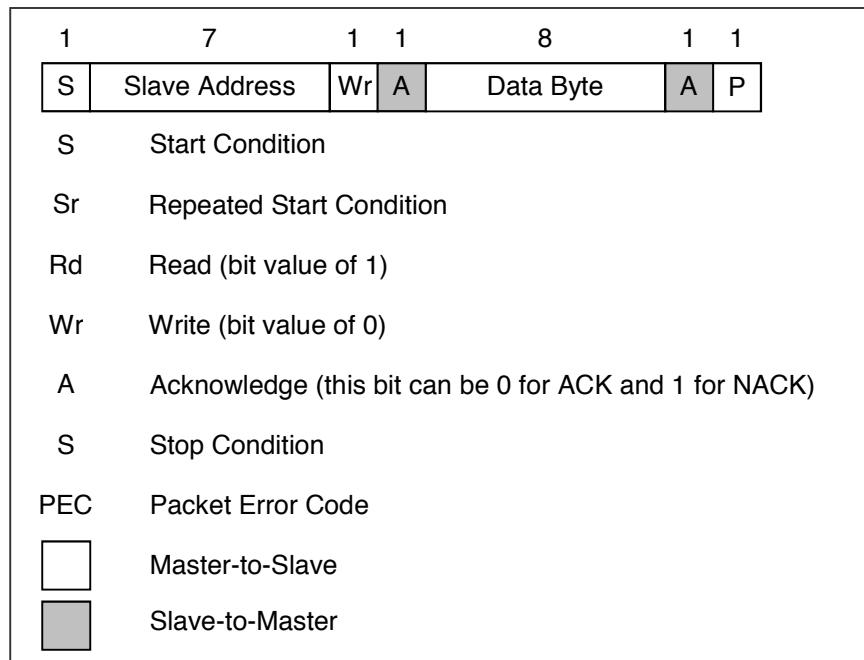 1 7 1 1 8 1 1
S Slave Address Wr A Data Byte A P
S Start Condition
Sr Repeated Start Condition
Rd Read (bit value of 1)
Wr Write (bit value of 0)
A Acknowledge (this bit can be 0 for ACK and 1 for NACK)
S Stop Condition
PEC Packet Error Code
Master-to-Slave
Slave-to-Master